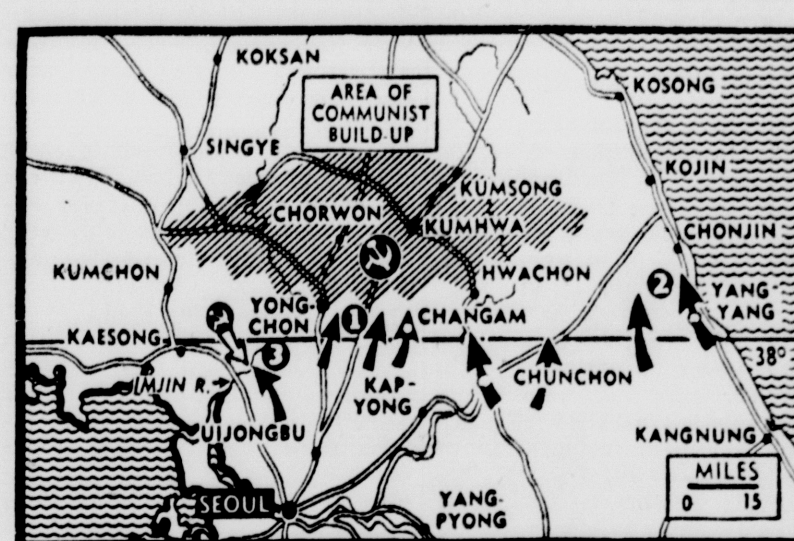 KOKSAN
AREA OF
COMMUNIST
BUILD-UP
KOSONG
SINGYE
KOJIN
KUMSONG
CHORWON
KUMHWA
CHONJIN
KUMCHON
HWACHON
YONG-
CHON
2
YANG-
YANG
1
CHANGAM
KAESONG
3
38°
IMJIN R.
KAP-
YONG
CHUNCHON
UIJONGBU
KANGNUNG
SEOUL
YANG-
PYONG
MILES
0 15